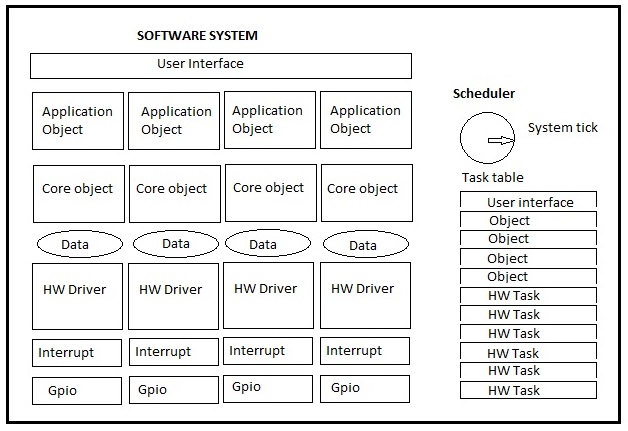 SOFTWARE SYSTEM
User Interface
Application Object
Application Object
Application Object
Application Object
Core object
Core object
Core object
Core object
Data
Data
Data
Data
HW Driver
HW Driver
HW Driver
HW Driver
Interrupt
Interrupt
Interrupt
Interrupt
Gpio
Gpio
Gpio
Gpio
Scheduler
System tick
Task table
User interface
Object
Object
Object
Object
HW Task
HW Task
HW Task
HW Task
HW Task
HW Task